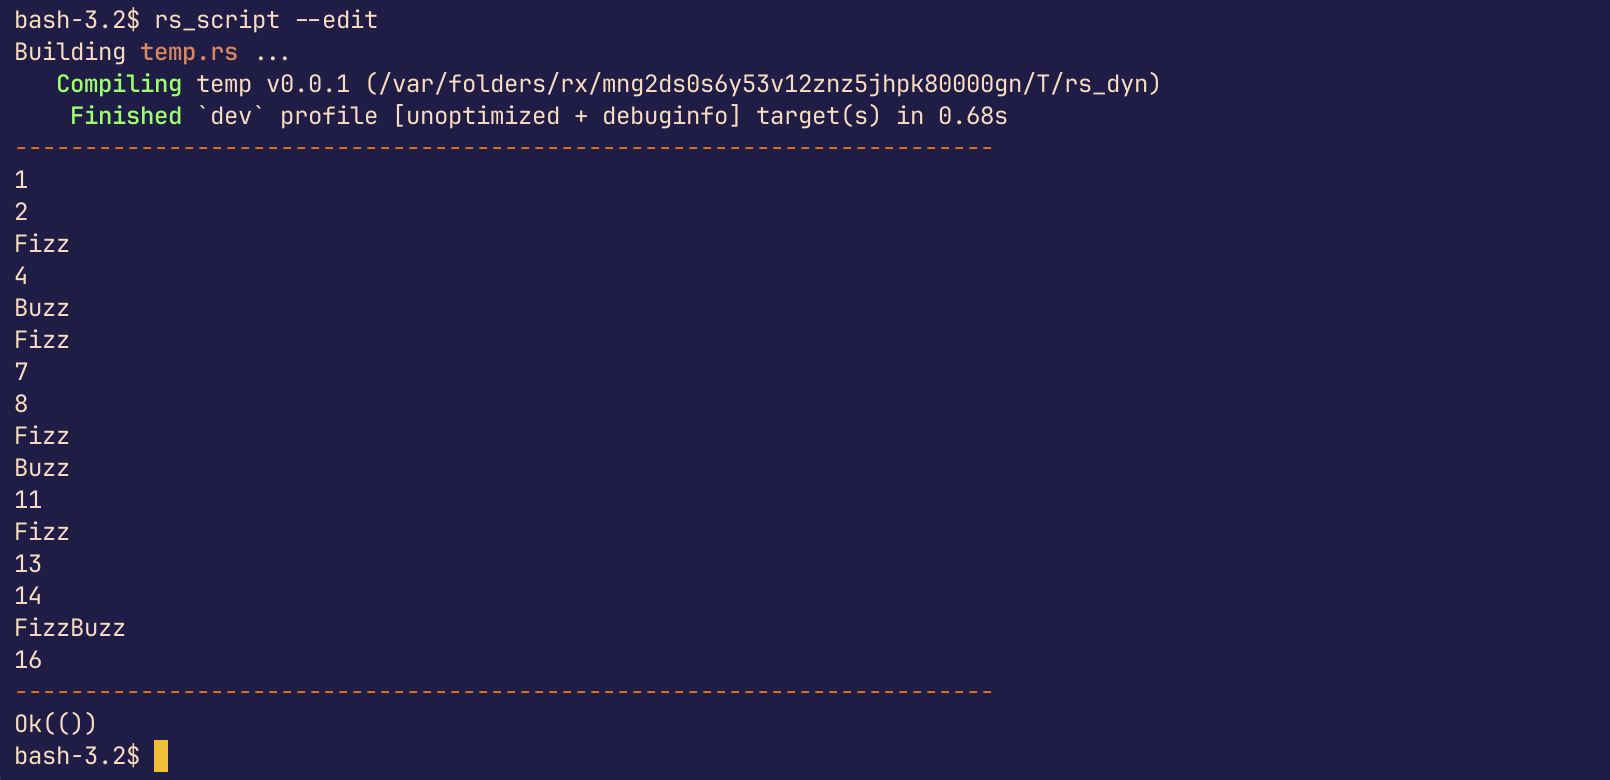 bash-3.2$ rs_script --edit
Building temp.rs ...
   Compiling temp v0.0.1 (/var/folders/rx/mng2ds0s6y53v12znz5jhpk80000gn/T/rs_dyn)
    Finished `dev` profile [unoptimized + debuginfo] target(s) in 0.68s
----------------------------------------------------------------------
1
2
Fizz
4
Buzz
Fizz
7
8
Fizz
Buzz
11
Fizz
13
14
FizzBuzz
16
----------------------------------------------------------------------
Ok(())
bash-3.2$